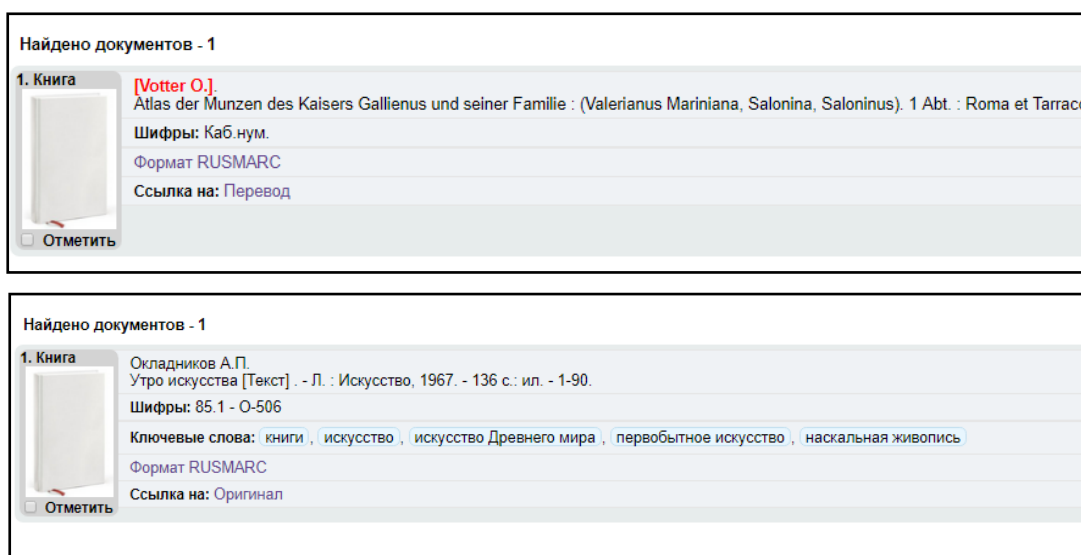 Найдено документов - 1
1. Книга
[Votter O.].
Atlas der Munzen des Kaisers Gallienus und seiner Familie : (Valerianus Mariniana, Salonina, Saloninus). 1 Abt. : Roma et Tarraco
Шифры: Каб.нум.
Формат RUSMARC
Ссылка на: Перевод
Отметить
Найдено документов - 1
1. Книга
Окладников А.П.
Утро искусства [Текст] . - Л. : Искусство, 1967. - 136 с.: ил. - 1-90.
Шифры: 85.1 - О-506
Ключевые слова: книги , искусство , искусство Древнего мира , первобытное искусство , наскальная живопись
Формат RUSMARC
Ссылка на: Оригинал
Отметить